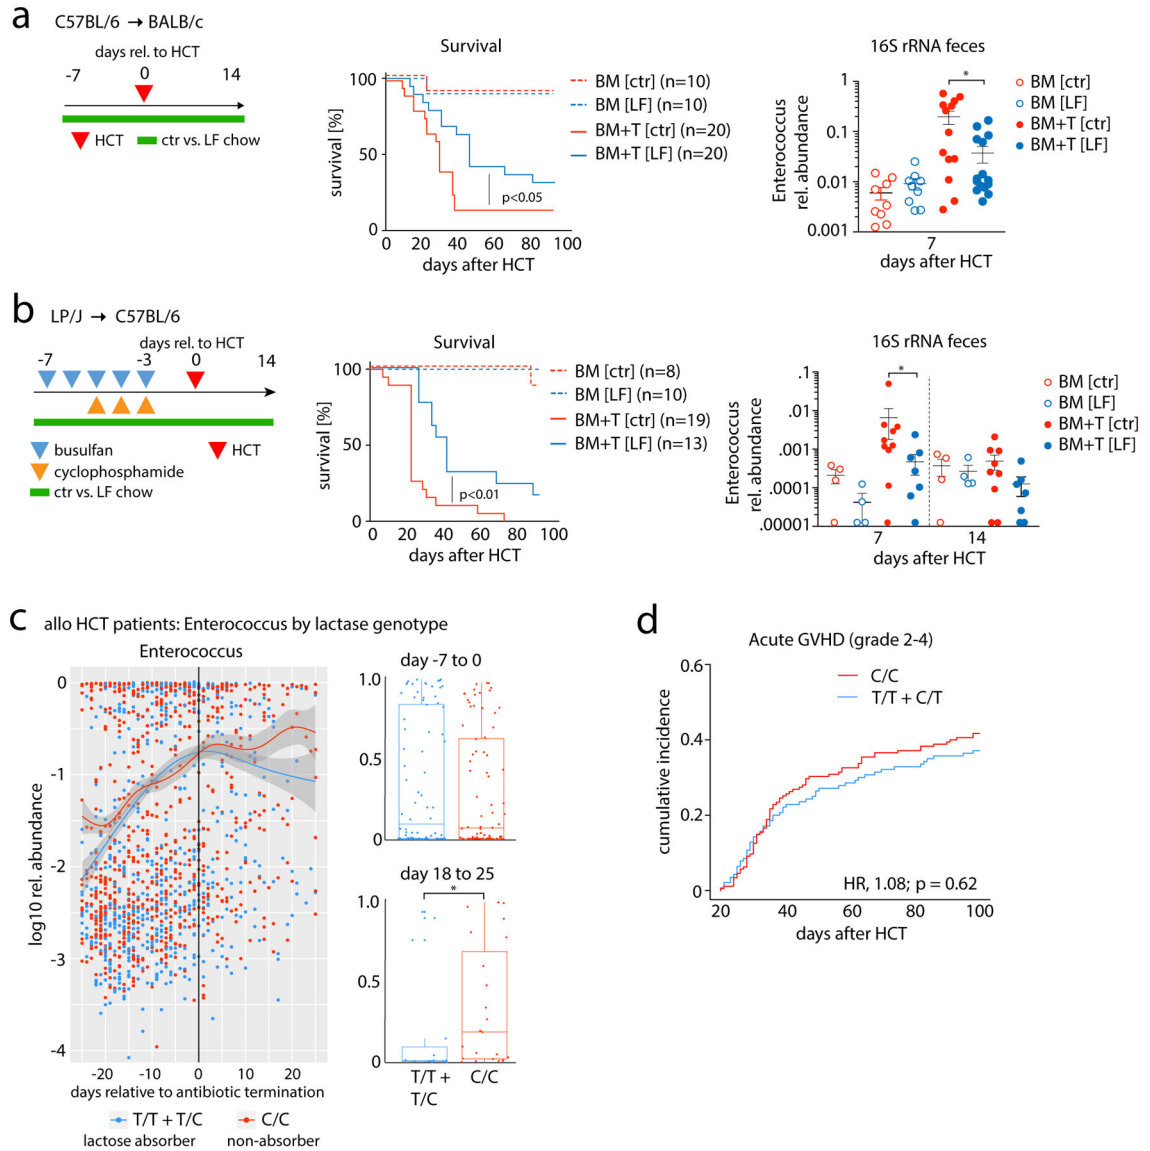 a
C57BL/6 → BALB/c
days rel. to HCT
-7 0 14
HCT ctr vs. LF chow
Survival
survival [%]
100
50
0
0 20 40 60 80 100
days after HCT
p<0.05
BM [ctr] (n=10)
BM [LF] (n=10)
BM+T [ctr] (n=20)
BM+T [LF] (n=20)
16S rRNA feces
Enterococcus
rel. abundance
1
0.1
0.01
0.001
*
7
days after HCT
BM [ctr]
BM [LF]
BM+T [ctr]
BM+T [LF]
b
LP/J → C57BL/6
days rel. to HCT
-7 -3 0 14
busulfan
HCT
cyclophosphamide
ctr vs. LF chow
Survival
survival [%]
100
50
0
0 20 40 60 80 100
days after HCT
p<0.01
BM [ctr] (n=8)
BM [LF] (n=10)
BM+T [ctr] (n=19)
BM+T [LF] (n=13)
16S rRNA feces
Enterococcus
rel. abundance
.1
.01
.001
.0001
.00001
*
7 14
days after HCT
BM [ctr]
BM [LF]
BM+T [ctr]
BM+T [LF]
c
allo HCT patients: Enterococcus by lactase genotype
Enterococcus
log10 rel. abundance
0
-1
-2
-3
-4
-20 -10 0 10 20
days relative to antibiotic termination
T/T + T/C C/C
lactose absorber non-absorber
day -7 to 0
1.0
0.5
0
day 18 to 25
*
1.0
0.5
0
T/T + C/C
T/C
d
Acute GVHD (grade 2-4)
cumulative incidence
0.6
0.4
0.2
0
C/C
T/T + C/T
HR, 1.08; p = 0.62
20 40 60 80 100
days after HCT